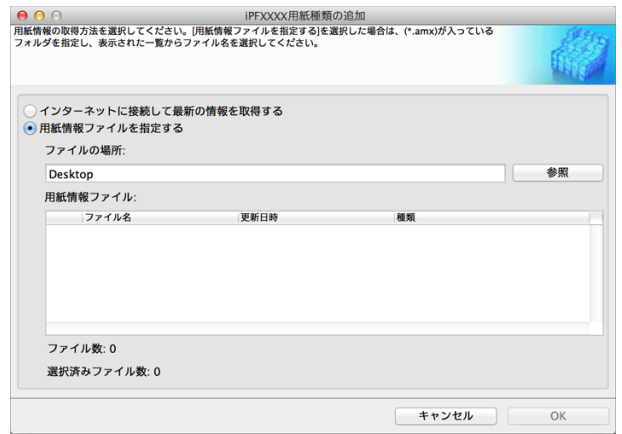 iPFXXXX用紙種類の追加
用紙情報の取得方法を選択してください。[用紙情報ファイルを指定する]を選択した場合は、(*.amx)が入っている
フォルダを指定し、表示された一覧からファイル名を選択してください。
インターネットに接続して最新の情報を取得する
用紙情報ファイルを指定する
ファイルの場所:
Desktop 参照
用紙情報ファイル:
ファイル名 更新日時 種類
ファイル数: 0
選択済みファイル数: 0
キャンセル OK